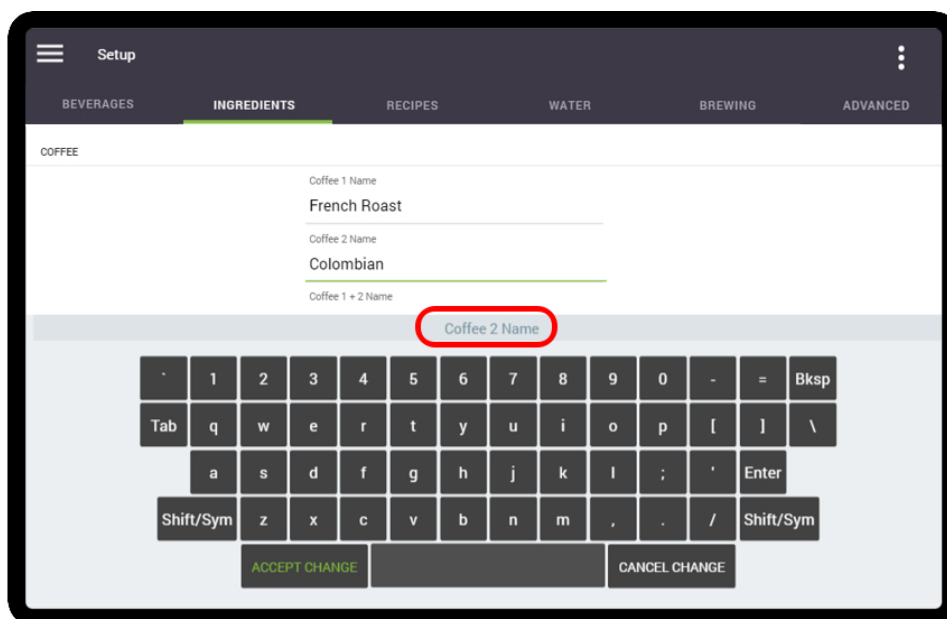 Setup
BEVERAGES INGREDIENTS RECIPES WATER BREWING ADVANCED
COFFEE
Coffee 1 Name
French Roast
Coffee 2 Name
Colombian
Coffee 1 + 2 Name
Coffee 2 Name
` 1 2 3 4 5 6 7 8 9 0 - = Bksp
Tab q w e r t y u i o p [ ] \
a s d f g h j k l ; ' Enter
Shift/Sym z x c v b n m , . / Shift/Sym
ACCEPT CHANGE CANCEL CHANGE